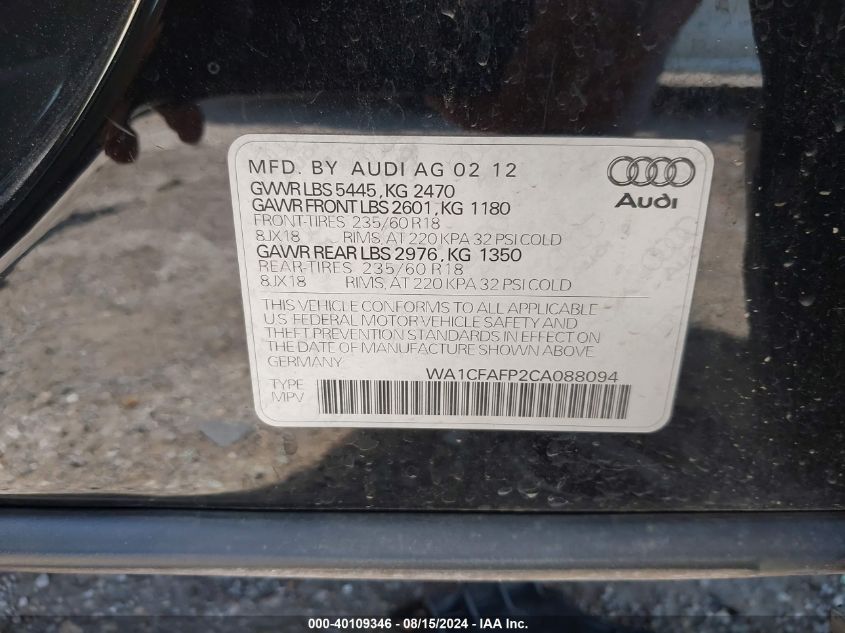 MFD. BY AUDI AG 02 12
GVWR LBS 5445, KG 2470
GAWR FRONT LBS 2601, KG 1180
FRONT-TIRES 235/60 R18
8JX18 RIMS, AT 220 KPA 32 PSI COLD
GAWR REAR LBS 2976, KG 1350
REAR-TIRES 235/60 R18
8JX18 RIMS, AT 220 KPA 32 PSI COLD
THIS VEHICLE CONFORMS TO ALL APPLICABLE
U.S. FEDERAL MOTOR VEHICLE SAFETY AND
THEFT PREVENTION STANDARDS IN EFFECT ON
THE DATE OF MANUFACTURE SHOWN ABOVE
GERMANY
WA1CFAFP2CA088094
TYPE
MPV
Audi
000-40109346 - 08/15/2024 - © IAA Holdings, LLC